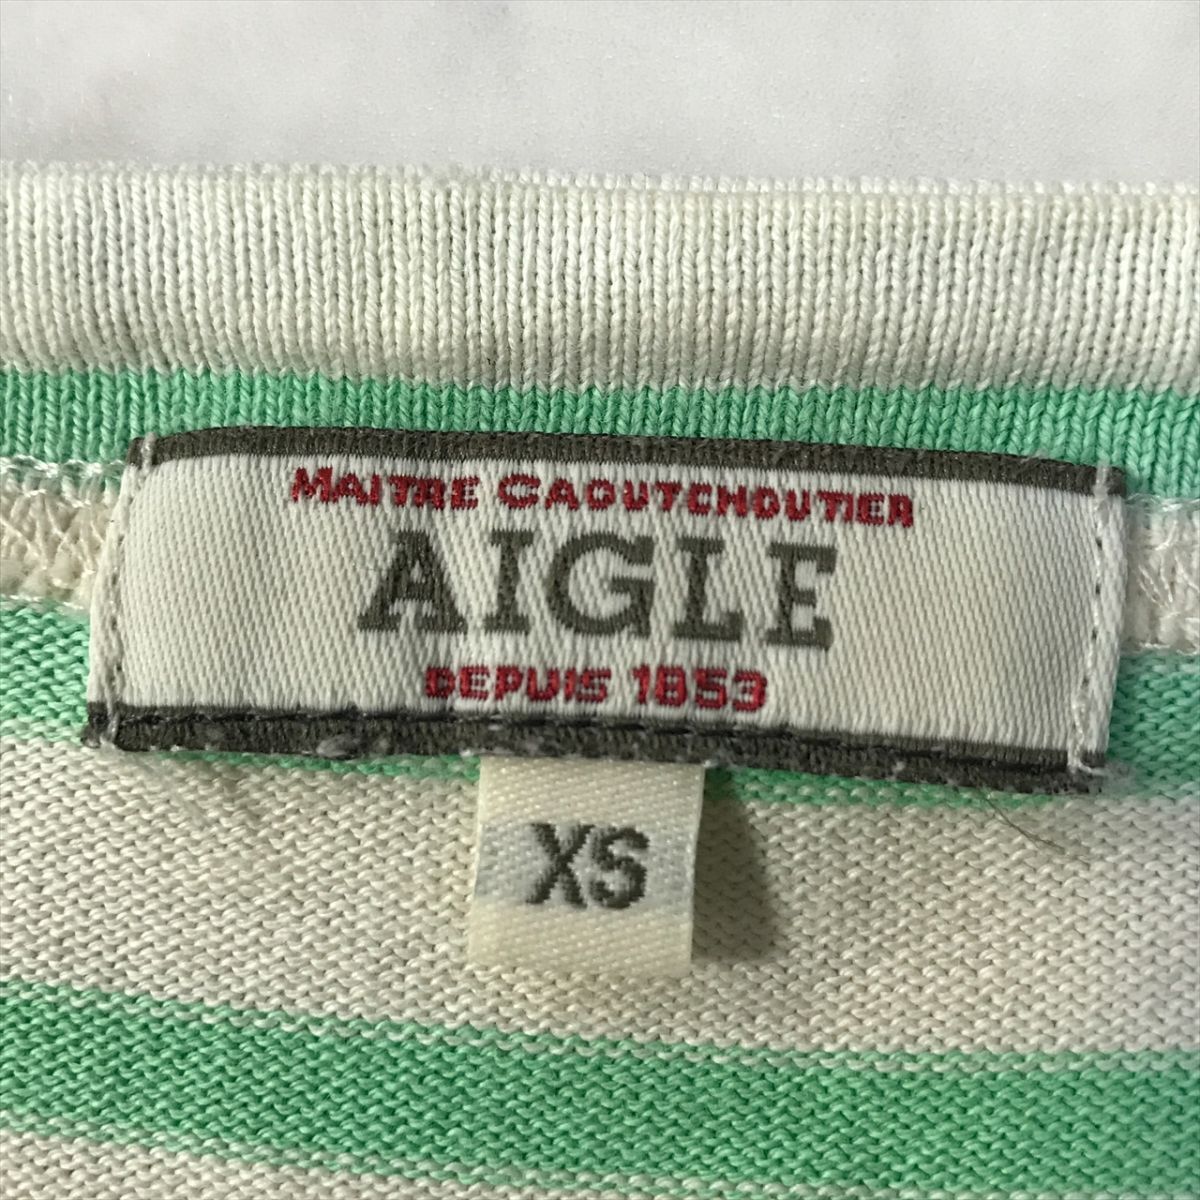 MAITRE CAOUTCHOUTIER
AIGLE
DEPUIS 1853
XS